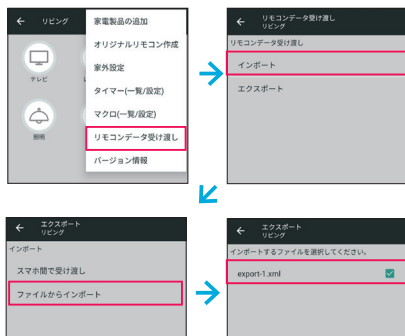 リビング
テレビ
照明
家電製品の追加
オリジナルリモコン作成
家外設定
タイマー(一覧/設定)
マクロ(一覧/設定)
リモコンデータ受け渡し
バージョン情報
リモコンデータ受け渡し
リビング
リモコンデータ受け渡し
インポート
エクスポート
エクスポート
リビング
インポート
スマホ間で受け渡し
ファイルからインポート
エクスポート
リビング
インポートするファイルを選択してください。
export-1.xml